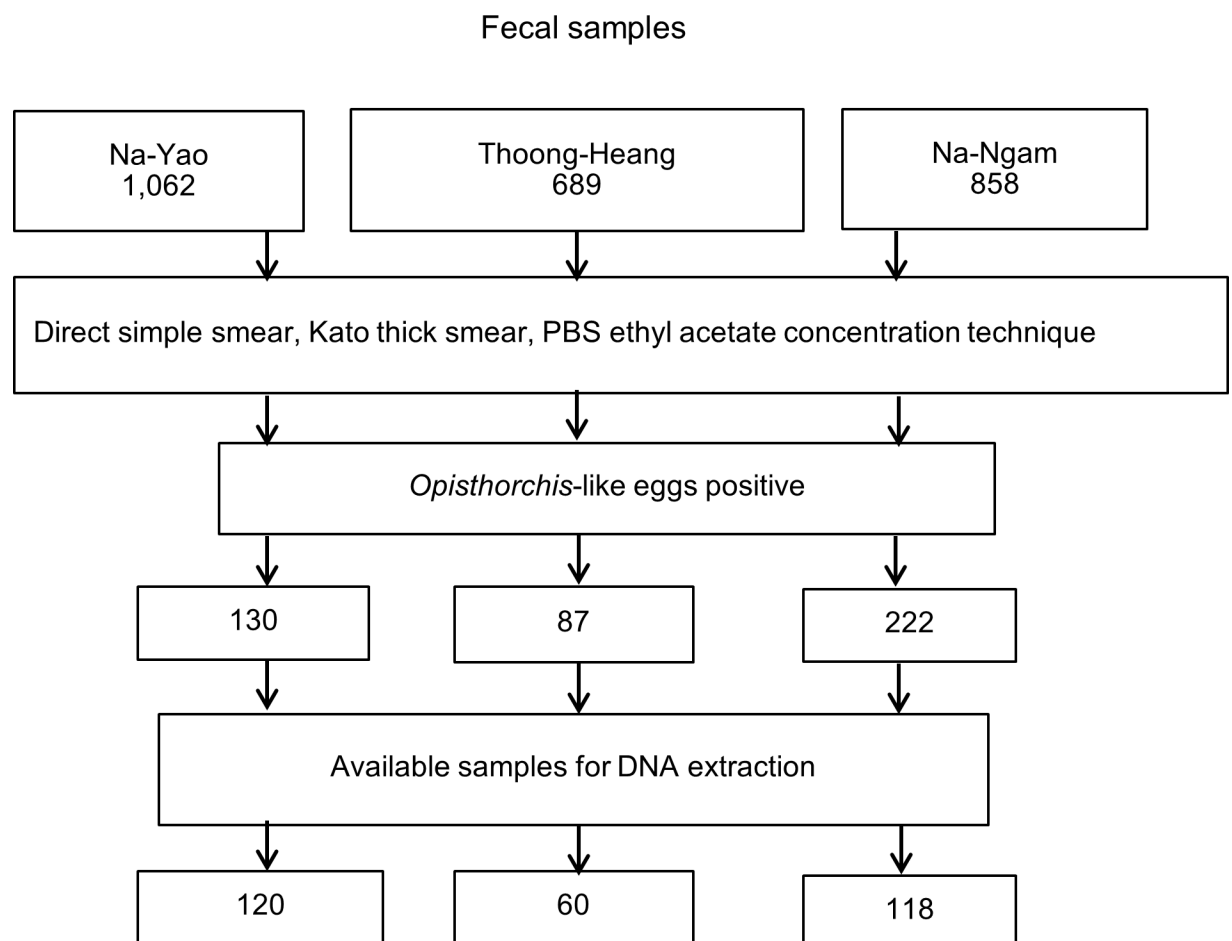 Fecal samples
Na-Yao
1,062
Thoong-Heang
689
Na-Ngam
858
Direct simple smear, Kato thick smear, PBS ethyl acetate concentration technique
Opisthorchis-like eggs positive
130
87
222
Available samples for DNA extraction
120
60
118